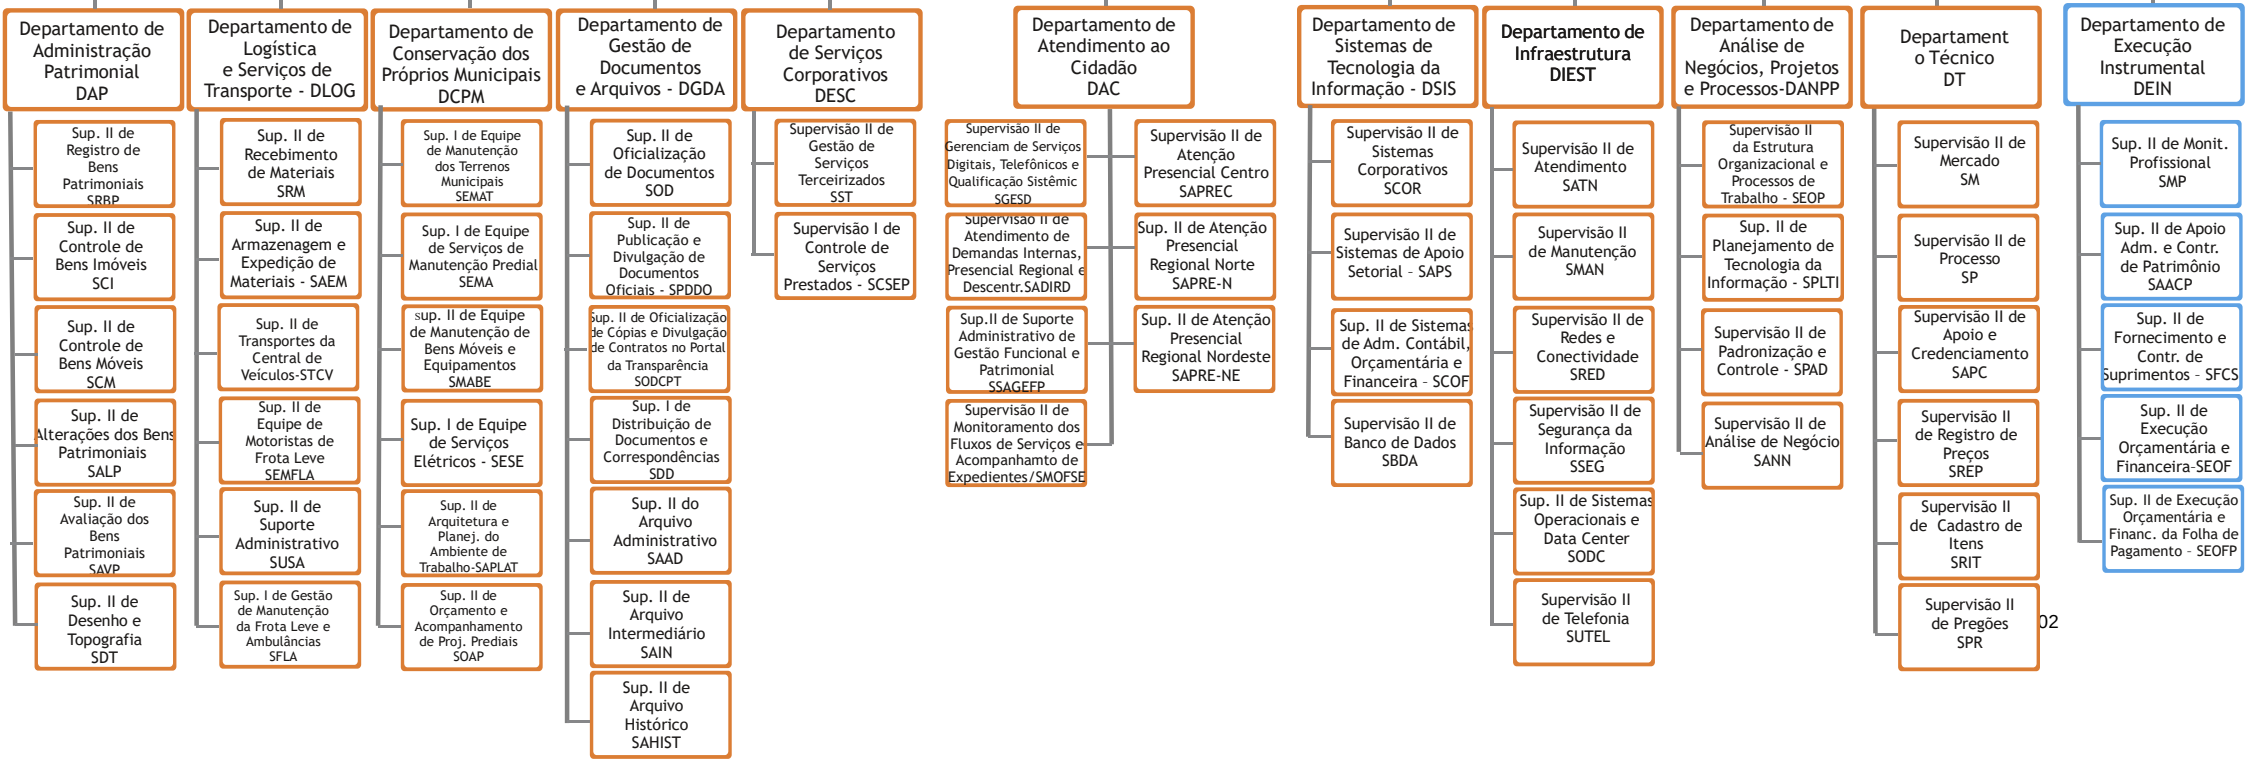 Departamento de
Administração
Patrimonial
DAP
Sup. II de
Registro de
Bens
Patrimoniais
SRBP
Sup. II de
Controle de
Bens Imóveis
SCI
Sup. II de
Controle de
Bens Móveis
SCM
Sup. II de
Alterações dos Bens
Patrimoniais
SALP
Sup. II de
Avaliação dos
Bens
Patrimoniais
SAVP
Sup. II de
Desenho e
Topografia
SDT
Departamento de
Logística
e Serviços de
Transporte - DLOG
Sup. II de
Recebimento
de Materiais
SRM
Sup. II de
Armazenagem e
Expedição de
Materiais - SAEM
Sup. II de
Transportes da
Central de
Veículos-STCV
Sup. II de
Equipe de
Motoristas de
Frota Leve
SEMFLA
Sup. II de
Suporte
Administrativo
SUSA
Sup. I de Gestão
de Manutenção
da Frota Leve e
Ambulâncias
SFLA
Departamento de
Conservação dos
Próprios Municipais
DCPM
Sup. I de Equipe
de Manutenção
dos Terrenos
Municipais
SEMAT
Sup. I de Equipe
de Serviços de
Manutenção Predial
SEMA
sup. II de Equipe
de Manutenção de
Bens Móveis e
Equipamentos
SMABE
Sup. I de Equipe
de Serviços
Elétricos - SESE
Sup. II de
Arquitetura e
Planej. do
Ambiente de
Trabalho-SAPLAT
Sup. II de
Orçamento e
Acompanhamento
de Proj. Prediais
SOAP
Departamento de
Gestão de
Documentos
e Arquivos - DGDA
Sup. II de
Oficialização
de Documentos
SOD
Sup. II de
Publicação e
Divulgação de
Documentos
Oficiais - SPDDO
Sup. II de Oficialização
de Cópias e Divulgação
de Contratos no Portal
da Transparência
SODCPT
Sup. I de
Distribuição de
Documentos e
Correspondências
SDD
Sup. II do
Arquivo
Administrativo
SAAD
Sup. II de
Arquivo
Intermediário
SAIN
Sup. II de
Arquivo
Histórico
SAHIST
Departamento
de Serviços
Corporativos
DESC
Supervisão II de
Gestão de
Serviços
Terceirizados
SST
Supervisão I de
Controle de
Serviços
Prestados - SCSEP
Departamento de
Atendimento ao
Cidadão
DAC
Supervisão II de
Gerenciam de Serviços
Digitais, Telefônicos e
Qualificação Sistêmic
SGESD
Supervisão II de
Atendimento de
Demandas Internas,
Presencial Regional e
Descentr.SADIRD
Sup.II de Suporte
Administrativo de
Gestão Funcional e
Patrimonial
SSAGEFP
Supervisão II de
Monitoramento dos
Fluxos de Serviços e
Acompanhamto de
Expedientes/SMOFSE
Supervisão II de
Atenção
Presencial Centro
SAPREC
Sup. II de Atenção
Presencial
Regional Norte
SAPRE-N
Sup. II de Atenção
Presencial
Regional Nordeste
SAPRE-NE
Departamento de
Sistemas de
Tecnologia da
Informação - DSIS
Supervisão II de
Sistemas
Corporativos
SCOR
Supervisão II de
Sistemas de Apoio
Setorial – SAPS
Sup. II de Sistemas
de Adm. Contábil,
Orçamentária e
Financeira – SCOF
Supervisão II de
Banco de Dados
SBDA
Departamento de
Infraestrutura
DIEST
Supervisão II de
Atendimento
SATN
Supervisão II
de Manutenção
SMAN
Supervisão II de
Redes e
Conectividade
SRED
Supervisão II de
Segurança da
Informação
SSEG
Sup. II de Sistemas
Operacionais e
Data Center
SODC
Supervisão II
de Telefonia
SUTEL
Departamento de
Análise de
Negócios, Projetos
e Processos-DANPP
Supervisão II
da Estrutura
Organizacional e
Processos de
Trabalho - SEOP
Sup. II de
Planejamento de
Tecnologia da
Informação - SPLTI
Supervisão II de
Padronização e
Controle - SPAD
Supervisão II de
Análise de Negócio
SANN
Departament
o Técnico
DT
Supervisão II de
Mercado
SM
Supervisão II de
Processo
SP
Supervisão II de
Apoio e
Credenciamento
SAPC
Supervisão II
de Registro de
Preços
SREP
Supervisão II
de Cadastro de
Itens
SRIT
Supervisão II
de Pregões
SPR
02
Departamento de
Execução
Instrumental
DEIN
Sup. II de Monit.
Profissional
SMP
Sup. II de Apoio
Adm. e Contr.
de Patrimônio
SAACP
Sup. II de
Fornecimento e
Contr. de
Suprimentos – SFCS
Sup. II de
Execução
Orçamentária e
Financeira–SEOF
Sup. II de Execução
Orçamentária e
Financ. da Folha de
Pagamento – SEOFP